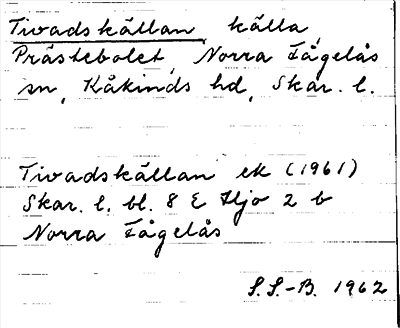 Tivadskällan, källa,
Prästebolet, Norra Fågelås
sn, Kåkinds hd, Skar. l.
Tivadskällan ek (1961)
Skar. l. bl. 8 E Hjo 2 b
Norra Fågelås
S.S.-B. 1962